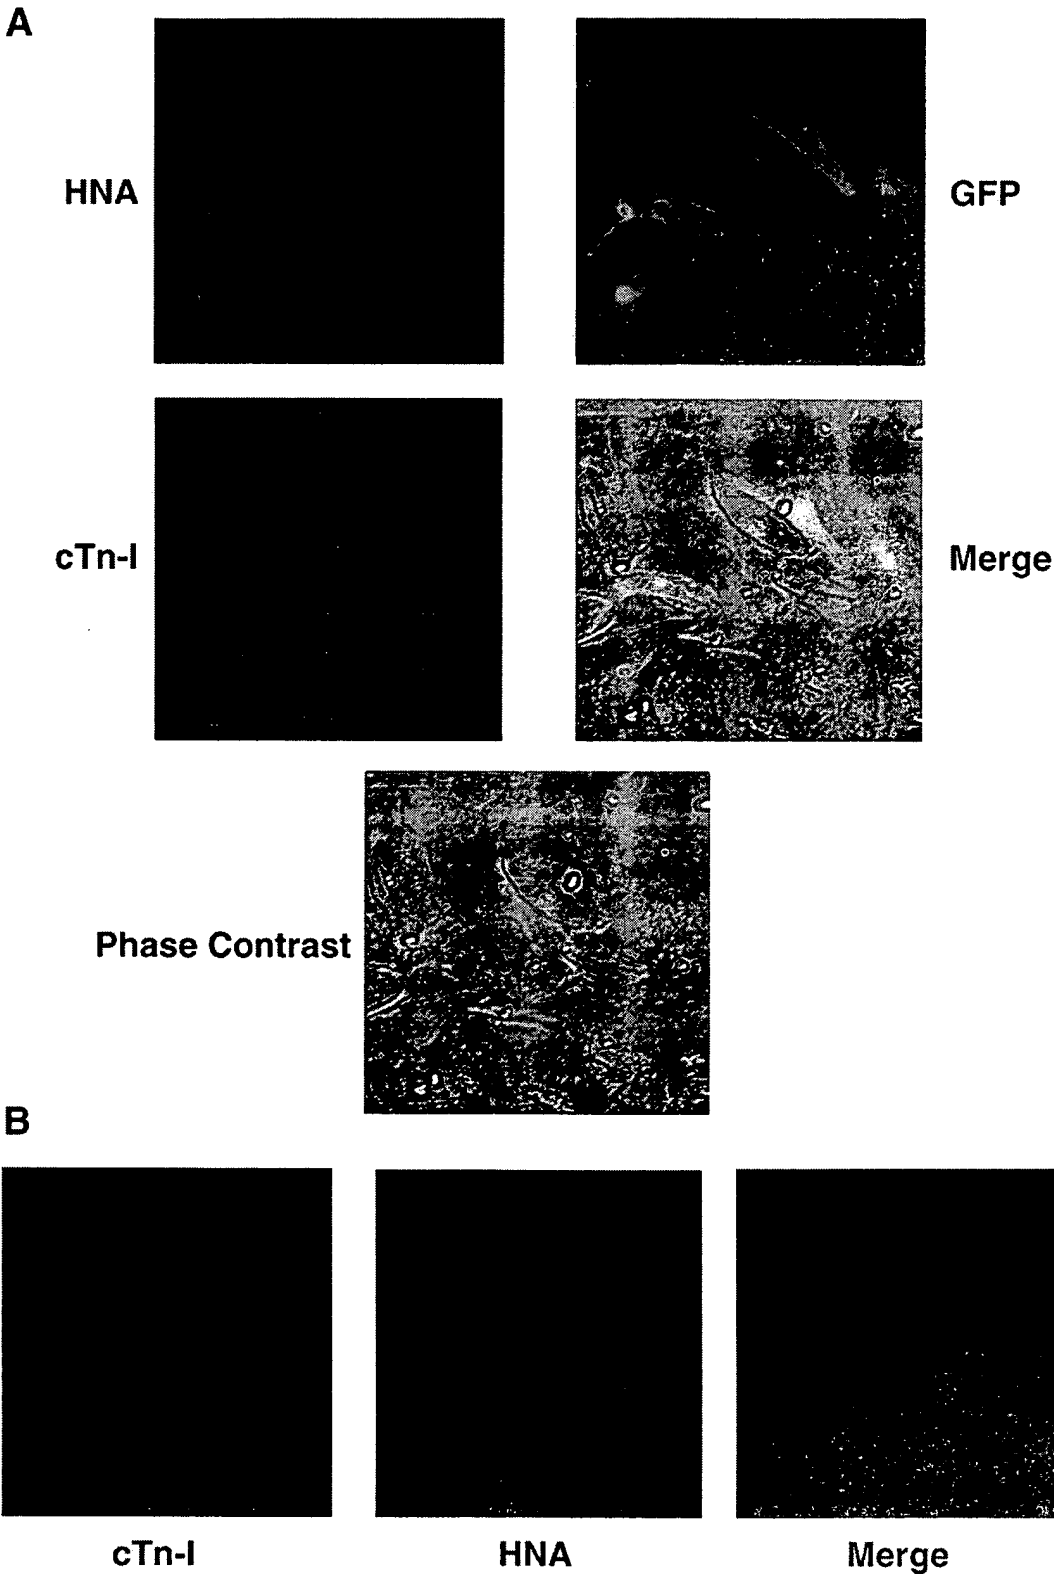 A
HNA
GFP
cTn-I
Merge
Phase Contrast
B
cTn-I
HNA
Merge